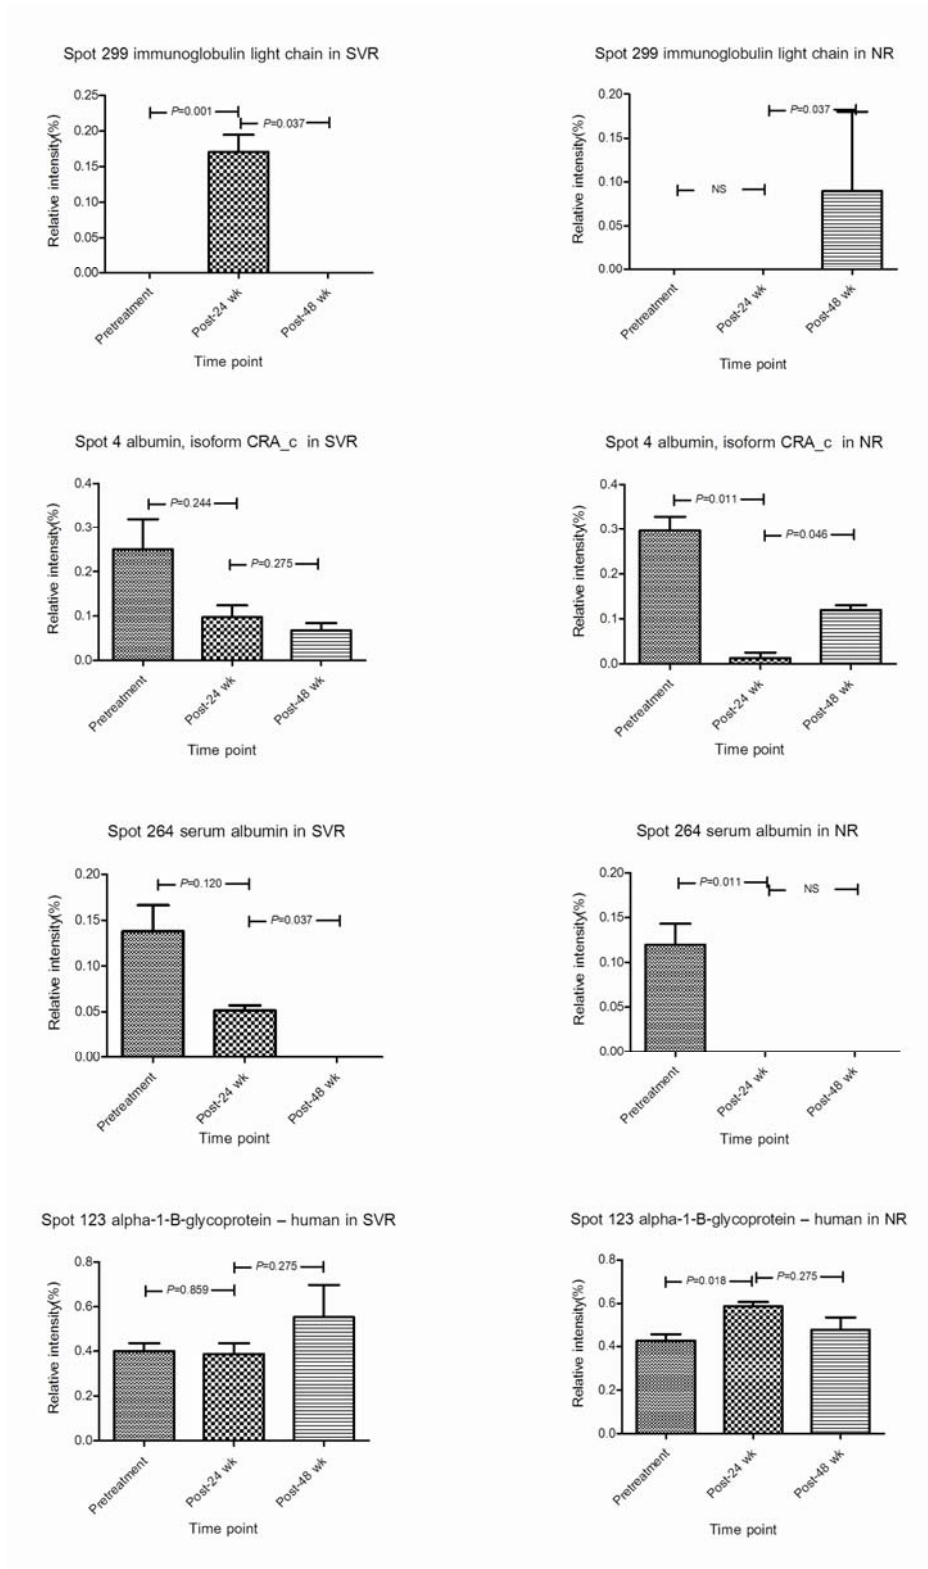 Spot 299 immunoglobulin light chain in SVR
Relative intensity(%)
0.25
0.20
0.15
0.10
0.05
0.00
P=0.001
P=0.037
Pretreatment
Post-24 wk
Post-48 wk
Time point
Spot 299 immunoglobulin light chain in NR
Relative intensity(%)
0.20
0.15
0.10
0.05
0.00
P=0.037
NS
Pretreatment
Post-24 wk
Post-48 wk
Time point
Spot 4 albumin, isoform CRA_c in SVR
Relative intensity(%)
0.4
0.3
0.2
0.1
0.0
P=0.244
P=0.275
Pretreatment
Post-24 wk
Post-48 wk
Time point
Spot 4 albumin, isoform CRA_c in NR
Relative intensity(%)
0.4
0.3
0.2
0.1
0.0
P=0.011
P=0.046
Pretreatment
Post-24 wk
Post-48 wk
Time point
Spot 264 serum albumin in SVR
Relative intensity(%)
0.20
0.15
0.10
0.05
0.00
P=0.120
P=0.037
Pretreatment
Post-24 wk
Post-48 wk
Time point
Spot 264 serum albumin in NR
Relative intensity(%)
0.20
0.15
0.10
0.05
0.00
P=0.011
NS
Pretreatment
Post-24 wk
Post-48 wk
Time point
Spot 123 alpha-1-B-glycoprotein – human in SVR
Relative intensity(%)
0.8
0.6
0.4
0.2
0.0
P=0.859
P=0.275
Pretreatment
Post-24 wk
Post-48 wk
Time point
Spot 123 alpha-1-B-glycoprotein – human in NR
Relative intensity(%)
0.8
0.6
0.4
0.2
0.0
P=0.018
P=0.275
Pretreatment
Post-24 wk
Post-48 wk
Time point